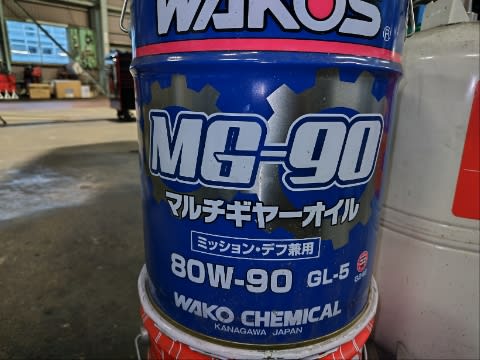 WAKO'S
®
MG-90
マルチギヤーオイル
ミッション・デフ兼用
80W-90 GL-5
WAKO CHEMICAL
KANAGAWA JAPAN